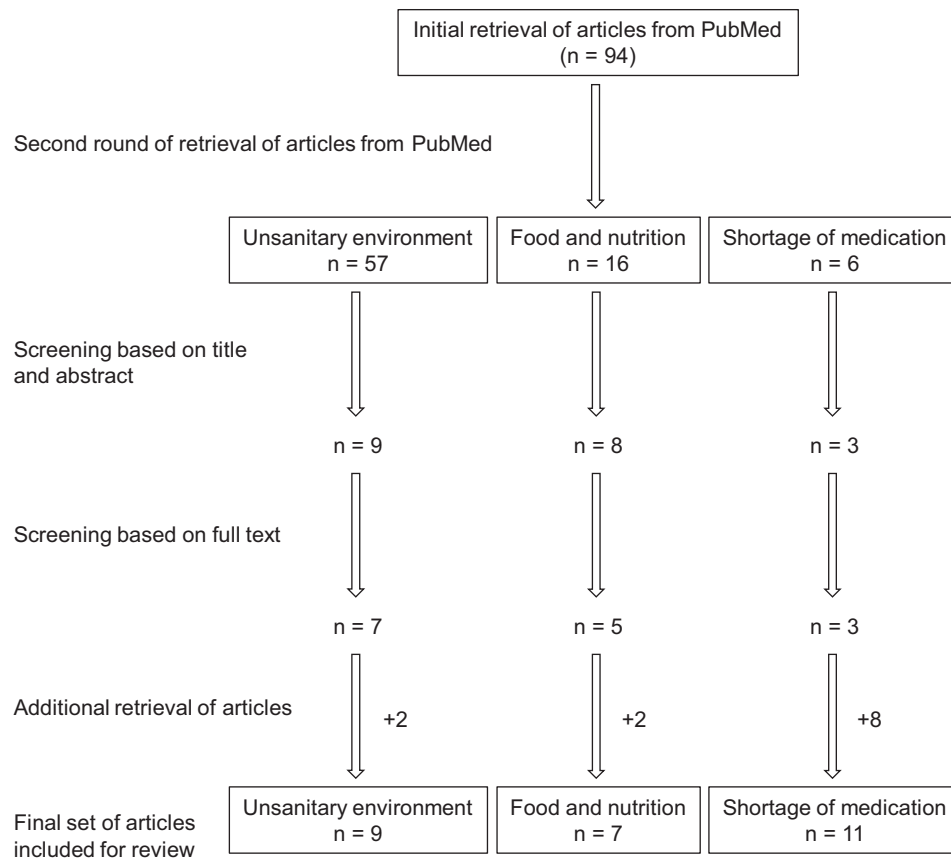 Initial retrieval of articles from PubMed
(n = 94)
Second round of retrieval of articles from PubMed
Unsanitary environment
n = 57
Food and nutrition
n = 16
Shortage of medication
n = 6
Screening based on title
and abstract
n = 9
n = 8
n = 3
Screening based on full text
n = 7
n = 5
n = 3
Additional retrieval of articles
+2
+2
+8
Final set of articles
included for review
Unsanitary environment
n = 9
Food and nutrition
n = 7
Shortage of medication
n = 11